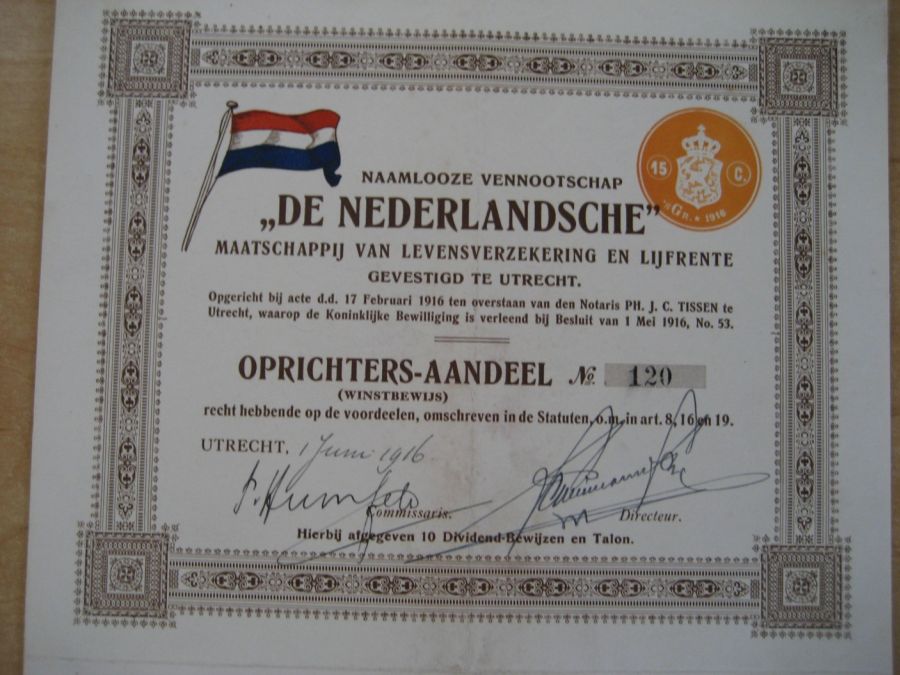 15 C.
Gr. * 1916
NAAMLOOZE VENNOOTSCHAP
„DE NEDERLANDSCHE”
MAATSCHAPPIJ VAN LEVENSVERZEKERING EN LIJFRENTE
GEVESTIGD TE UTRECHT.
Opgericht bij acte d.d. 17 Februari 1916 ten overstaan van den Notaris PH. J. C. TISSEN te
Utrecht, waarop de Koninklijke Bewilliging is verleend bij Besluit van 1 Mei 1916, No. 53.
OPRICHTERS-AANDEEL No. 120
(WINSTBEWIJS)
recht hebbende op de voordeelen, omschreven in de Statuten, o.m. in art. 8, 16 en 19.
UTRECHT, 1 Juni 1916
Commissaris.
Directeur.
Hierbij afgegeven 10 Dividend-Bewijzen en Talon.